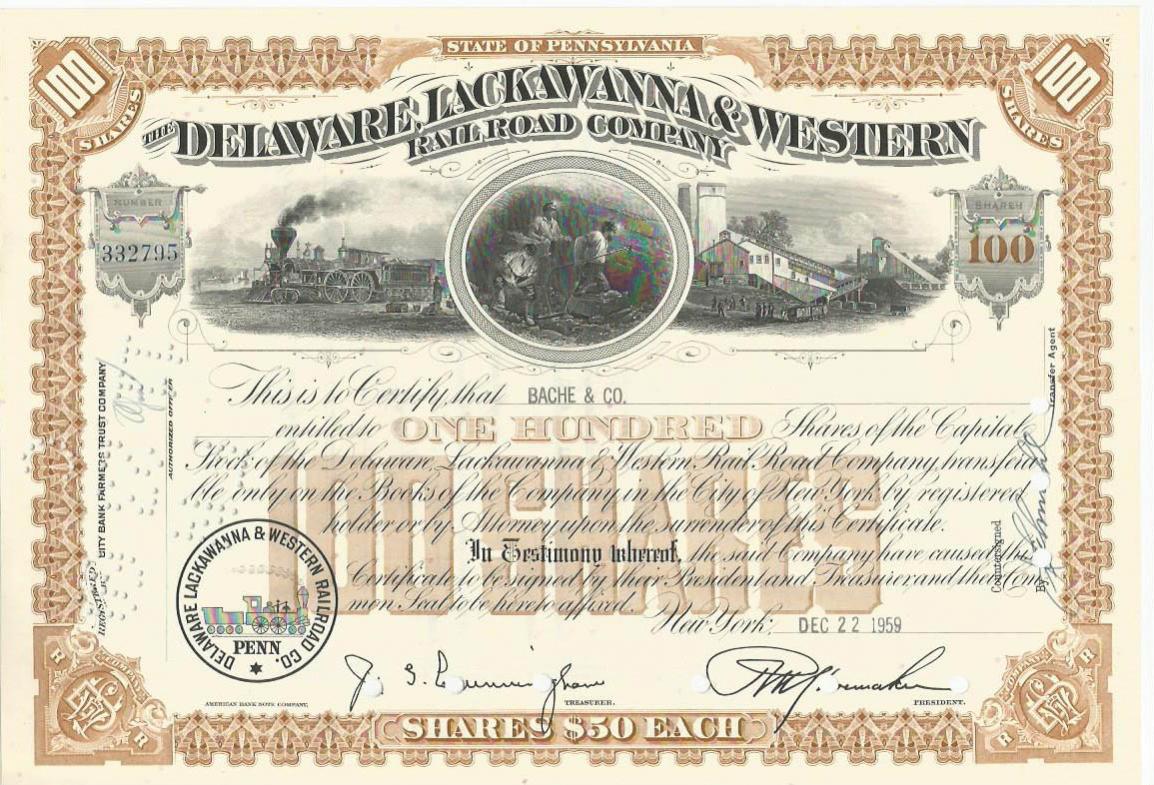 STATE OF PENNSYLVANIA
100
SHARES
100
SHARES
THE DELAWARE, LACKAWANNA & WESTERN
RAIL ROAD COMPANY
NUMBER
332795
SHARES
100
This is to Certify that BACHE & CO.
entitled to ONE HUNDRED Shares of the Capital
Stock of the Delaware, Lackawanna & Western Rail Road Company, transfera
ble only on the Books of the Company in the City of New York by registered
holder or by Attorney upon the surrender of this Certificate.
In Testimony whereof, the said Company have caused this
Certificate to be signed by their President and Treasurer and their Com
mon Seal to be hereto affixed.
New York, DEC 22 1959
100 SHARES
REGISTERED
CITY BANK FARMERS TRUST COMPANY
BY
AUTHORIZED OFFICER
Countersigned
By
Transfer Agent
DELAWARE LACKAWANNA & WESTERN RAILROAD CO.
PENN
AMERICAN BANK NOTE COMPANY.
TREASURER.
PRESIDENT.
SHARES $50 EACH